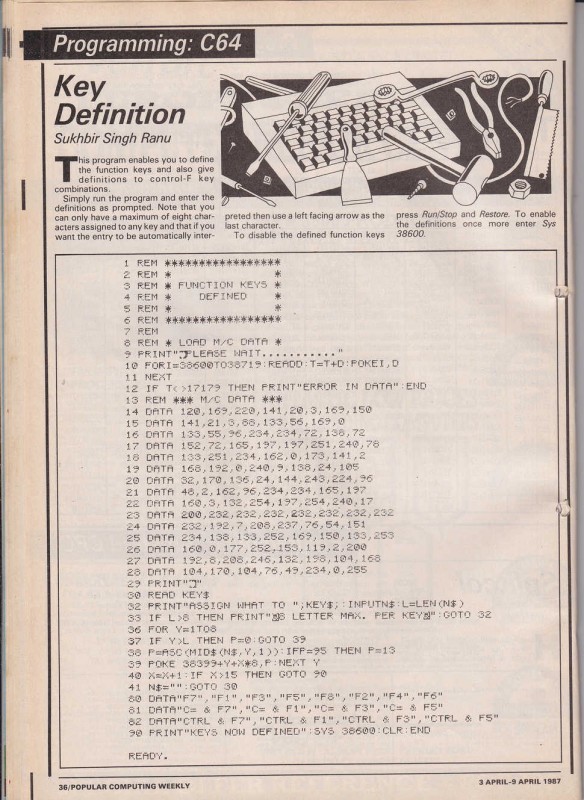 Programming: C64
Key
Definition
Sukhbir Singh Ranu
This program enables you to define
the function keys and also give
definitions to control-F key
combinations.
Simply run the program and enter the
definitions as prompted. Note that you
can only have a maximum of eight char-
acters assigned to any key and that if you
want the entry to be automatically inter-
preted then use a left facing arrow as the
last character.
To disable the defined function keys
press Run/Stop and Restore. To enable
the definitions once more enter Sys
38600.
1 REM *****************
2 REM * *
3 REM * FUNCTION KEYS *
4 REM * DEFINED *
5 REM * *
6 REM *****************
7 REM
8 REM * LOAD M/C DATA *
9 PRINT"PLEASE WAIT..........."
10 FORI=38600TO38719:READD:T=T+D:POKEI,D
11 NEXT
12 IF T<>17179 THEN PRINT"ERROR IN DATA":END
13 REM *** M/C DATA ***
14 DATA 120,169,220,141,20,3,169,150
15 DATA 141,21,3,88,133,56,169,0
16 DATA 133,55,96,234,234,72,138,72
17 DATA 152,72,165,197,197,251,240,78
18 DATA 133,251,234,162,0,173,141,2
19 DATA 168,192,0,240,9,138,24,105
20 DATA 32,170,136,24,144,243,224,96
21 DATA 48,2,162,96,234,234,165,197
22 DATA 160,3,132,254,197,254,240,17
23 DATA 200,232,232,232,232,232,232,232
24 DATA 232,192,7,208,237,76,54,151
25 DATA 234,138,133,252,169,150,133,253
26 DATA 160,0,177,252,153,119,2,200
27 DATA 192,8,208,246,132,198,104,168
28 DATA 104,170,104,76,49,234,0,255
29 PRINT""
30 READ KEY$
32 PRINT"ASSIGN WHAT TO ";KEY$;:INPUTN$:L=LEN(N$)
33 IF L>8 THEN PRINT"8 LETTER MAX. PER KEY":GOTO 32
36 FOR Y=1TO8
37 IF Y>L THEN P=0:GOTO 39
38 P=ASC(MID$(N$,Y,1)):IFP=95 THEN P=13
39 POKE 38399+Y+X*8,P:NEXT Y
40 X=X+1:IF X>15 THEN GOTO 90
41 N$="":GOTO 30
80 DATA"F7","F1","F3","F5","F8","F2","F4","F6"
81 DATA"C= & F7","C= & F1","C= & F3","C= & F5"
82 DATA"CTRL & F7","CTRL & F1","CTRL & F3","CTRL & F5"
90 PRINT"KEYS NOW DEFINED":SYS 38600:CLR:END
READY.
36/POPULAR COMPUTING WEEKLY
3 APRIL-9 APRIL 1987